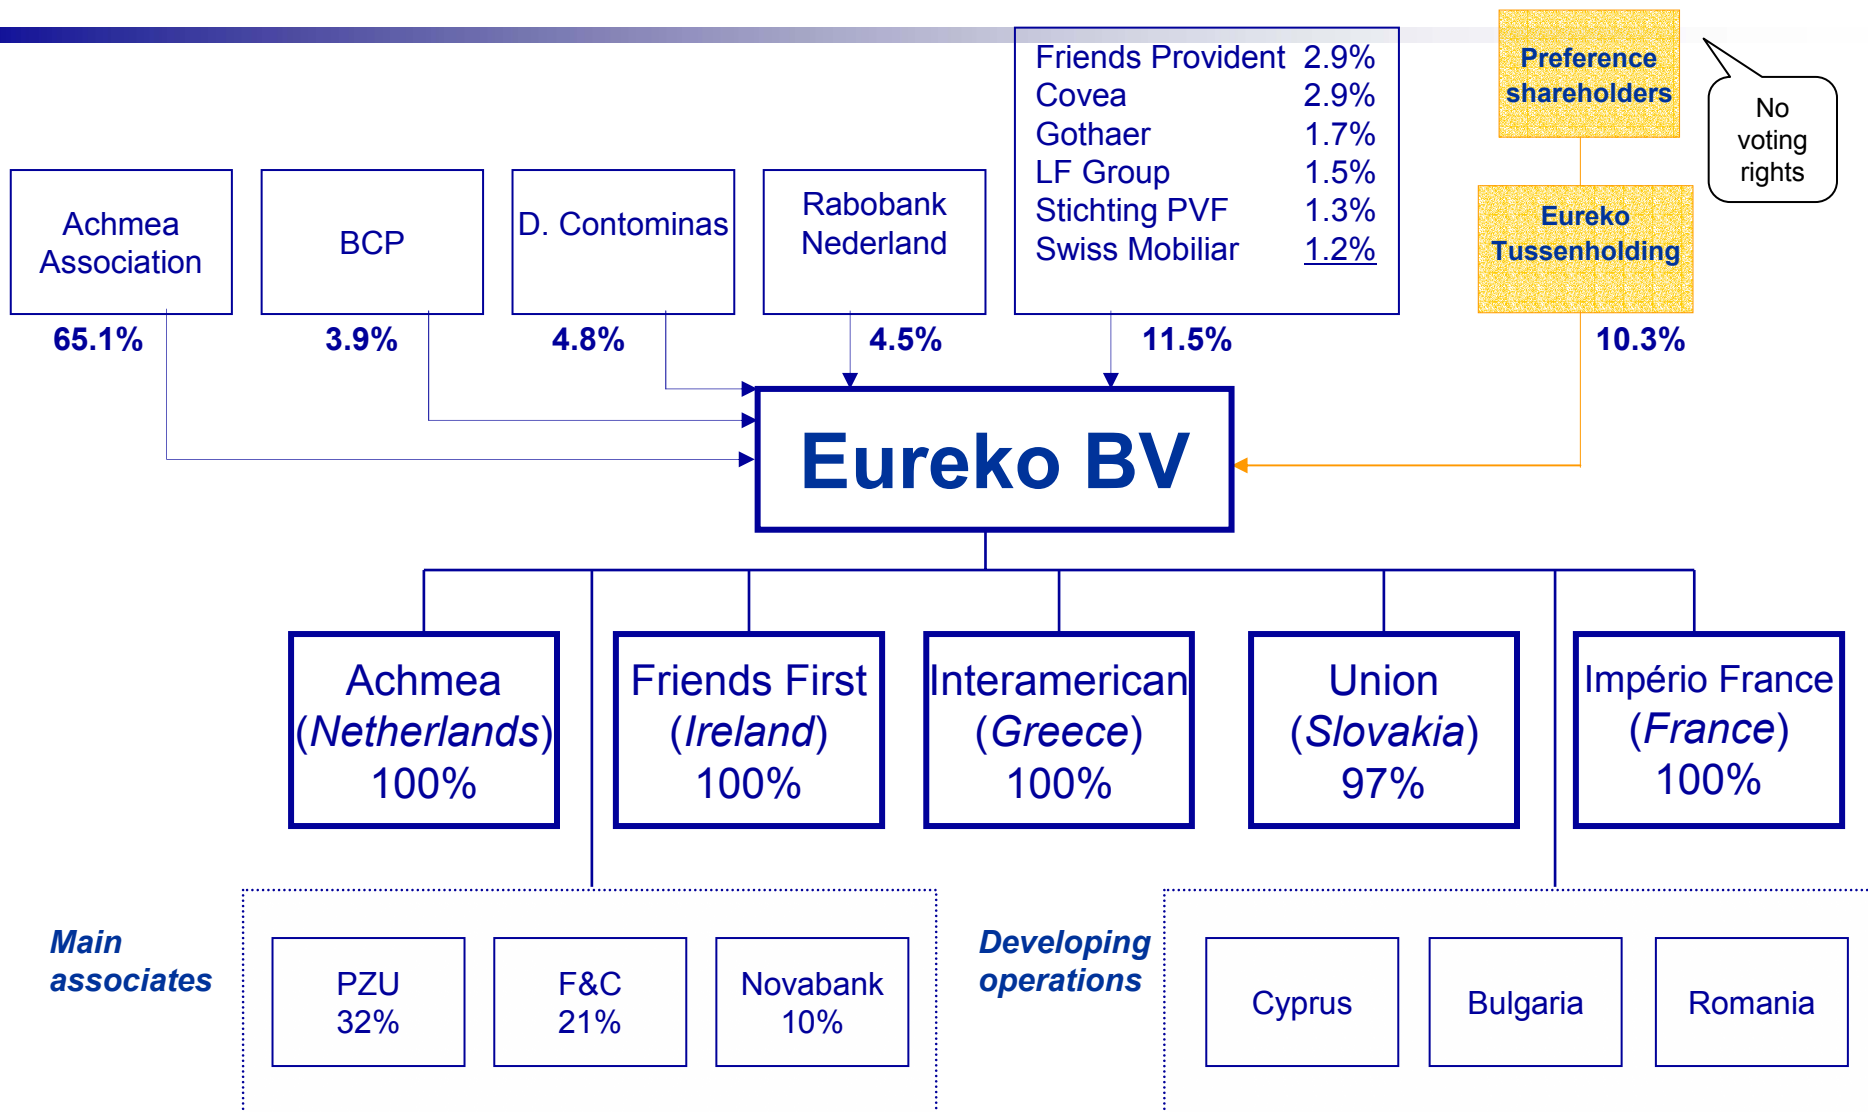 Friends Provident 2.9%
Covea 2.9%
Gothaer 1.7%
LF Group 1.5%
Stichting PVF 1.3%
Swiss Mobiliar 1.2%
Preference
shareholders
No
voting
rights
Achmea
Association
BCP
D. Contominas
Rabobank
Nederland
Eureko
Tussenholding
65.1%
3.9%
4.8%
4.5%
11.5%
10.3%
Eureko BV
Achmea
(Netherlands)
100%
Friends First
(Ireland)
100%
Interamerican
(Greece)
100%
Union
(Slovakia)
97%
Império France
(France)
100%
Main
associates
PZU
32%
F&C
21%
Novabank
10%
Developing
operations
Cyprus
Bulgaria
Romania